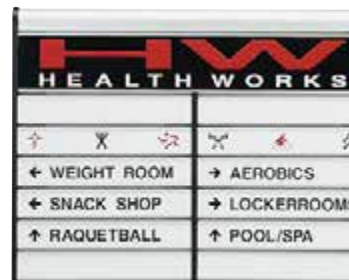 HW
HEALTH WORKS
← WEIGHT ROOM → AEROBICS
← SNACK SHOP → LOCKERROOMS
↑ RAQUETBALL ↑ POOL/SPA